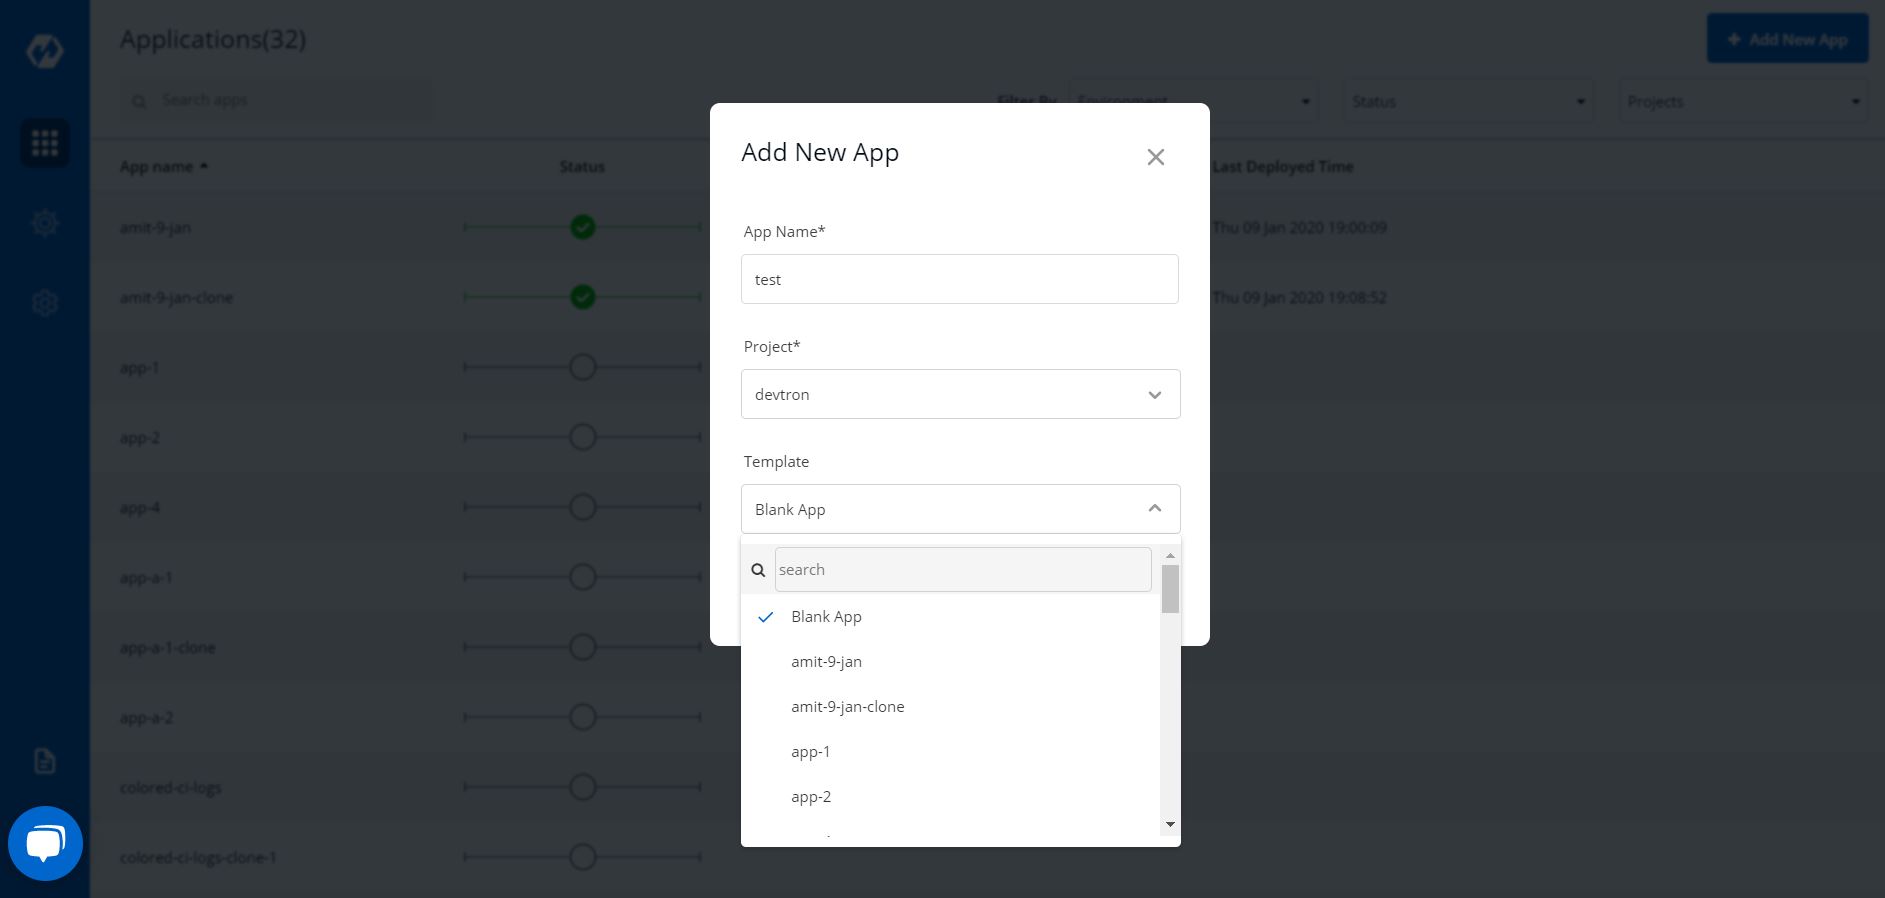 Applications(32)
+ Add New App
Search apps
Filter By
Environment
Status
Projects
App name
Status
Last Deployed Time
amit-9-jan
Thu 09 Jan 2020 19:00:09
amit-9-jan-clone
Thu 09 Jan 2020 19:08:52
app-1
app-2
app-4
app-a-1
app-a-1-clone
app-a-2
colored-ci-logs
colored-ci-logs-clone-1
Add New App
App Name*
test
Project*
devtron
Template
Blank App
search
Blank App
amit-9-jan
amit-9-jan-clone
app-1
app-2